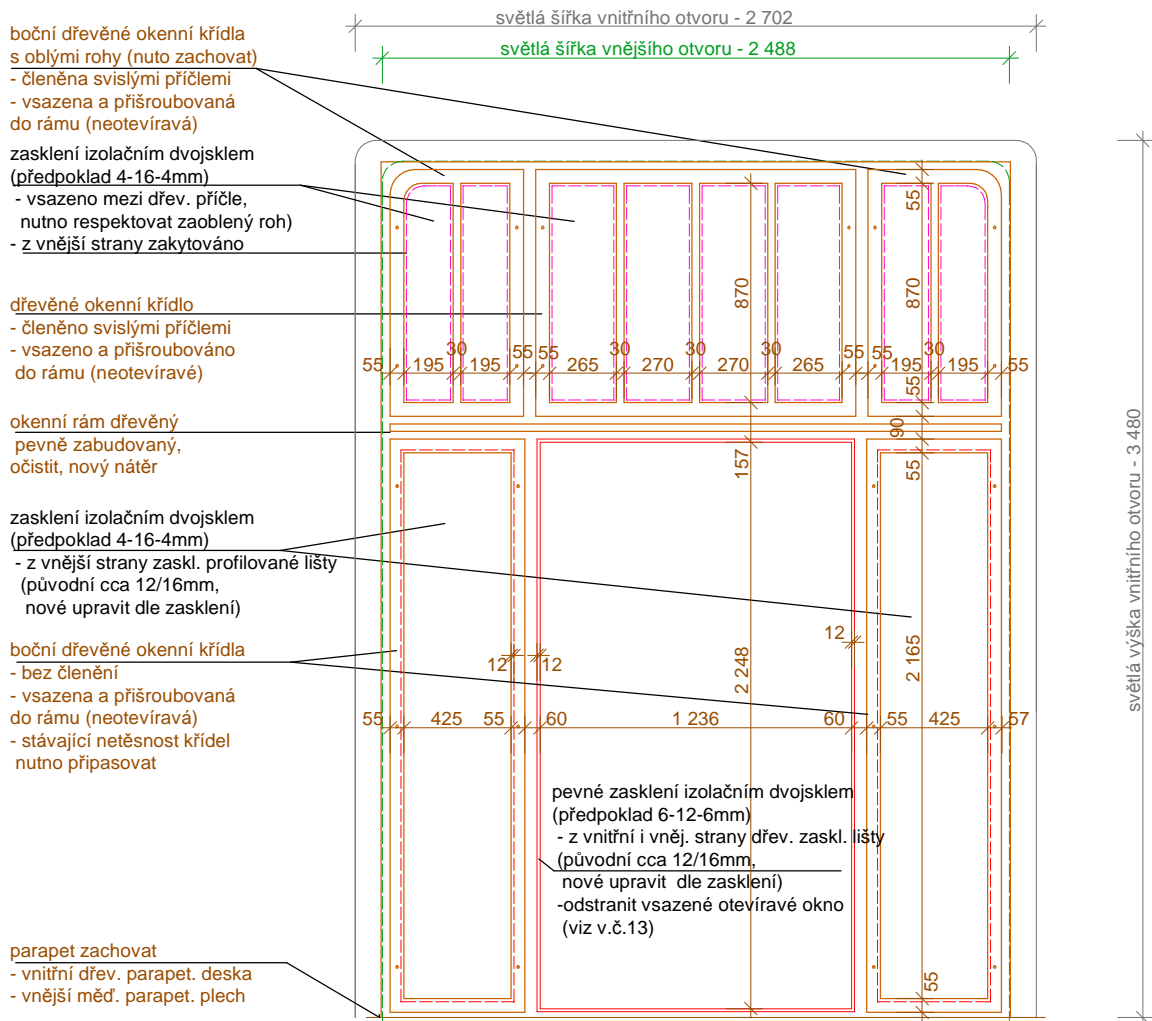 světlá šířka vnitřního otvoru - 2 702
světlá šířka vnějšího otvoru - 2 488
boční dřevěné okenní křídla
s oblými rohy (nuto zachovat)
- členěna svislými příčlemi
- vsazena a přišroubovaná
do rámu (neotevíravá)
zasklení izolačním dvojsklem
(předpoklad 4-16-4mm)
- vsazeno mezi dřev. příčle,
nutno respektovat zaoblený roh)
- z vnější strany zakytováno
dřevěné okenní křídlo
- členěno svislými příčlemi
- vsazeno a přišroubováno
do rámu (neotevíravé)
okenní rám dřevěný
pevně zabudovaný,
očistit, nový nátěr
zasklení izolačním dvojsklem
(předpoklad 4-16-4mm)
- z vnější strany zaskl. profilované lišty
(původní cca 12/16mm,
nové upravit dle zasklení)
boční dřevěné okenní křídla
- bez členění
- vsazena a přišroubovaná
do rámu (neotevíravá)
- stávající netěsnost křídel
nutno připasovat
parapet zachovat
- vnitřní dřev. parapet. deska
- vnější měď. parapet. plech
55 195 30 195 55 55 265 30 270 30 270 30 265 55 55 195 30 195 55
870
157
2 248
55
870
55
90
55
2 165
55
12 12 12
55 425 55 60 1 236 60 55 425 57
pevné zasklení izolačním dvojsklem
(předpoklad 6-12-6mm)
- z vnitřní i vněj. strany dřev. zaskl. lišty
(původní cca 12/16mm,
nové upravit dle zasklení)
-odstranit vsazené otevíravé okno
(viz v.č.13)
světlá výška vnitřního otvoru - 3 480